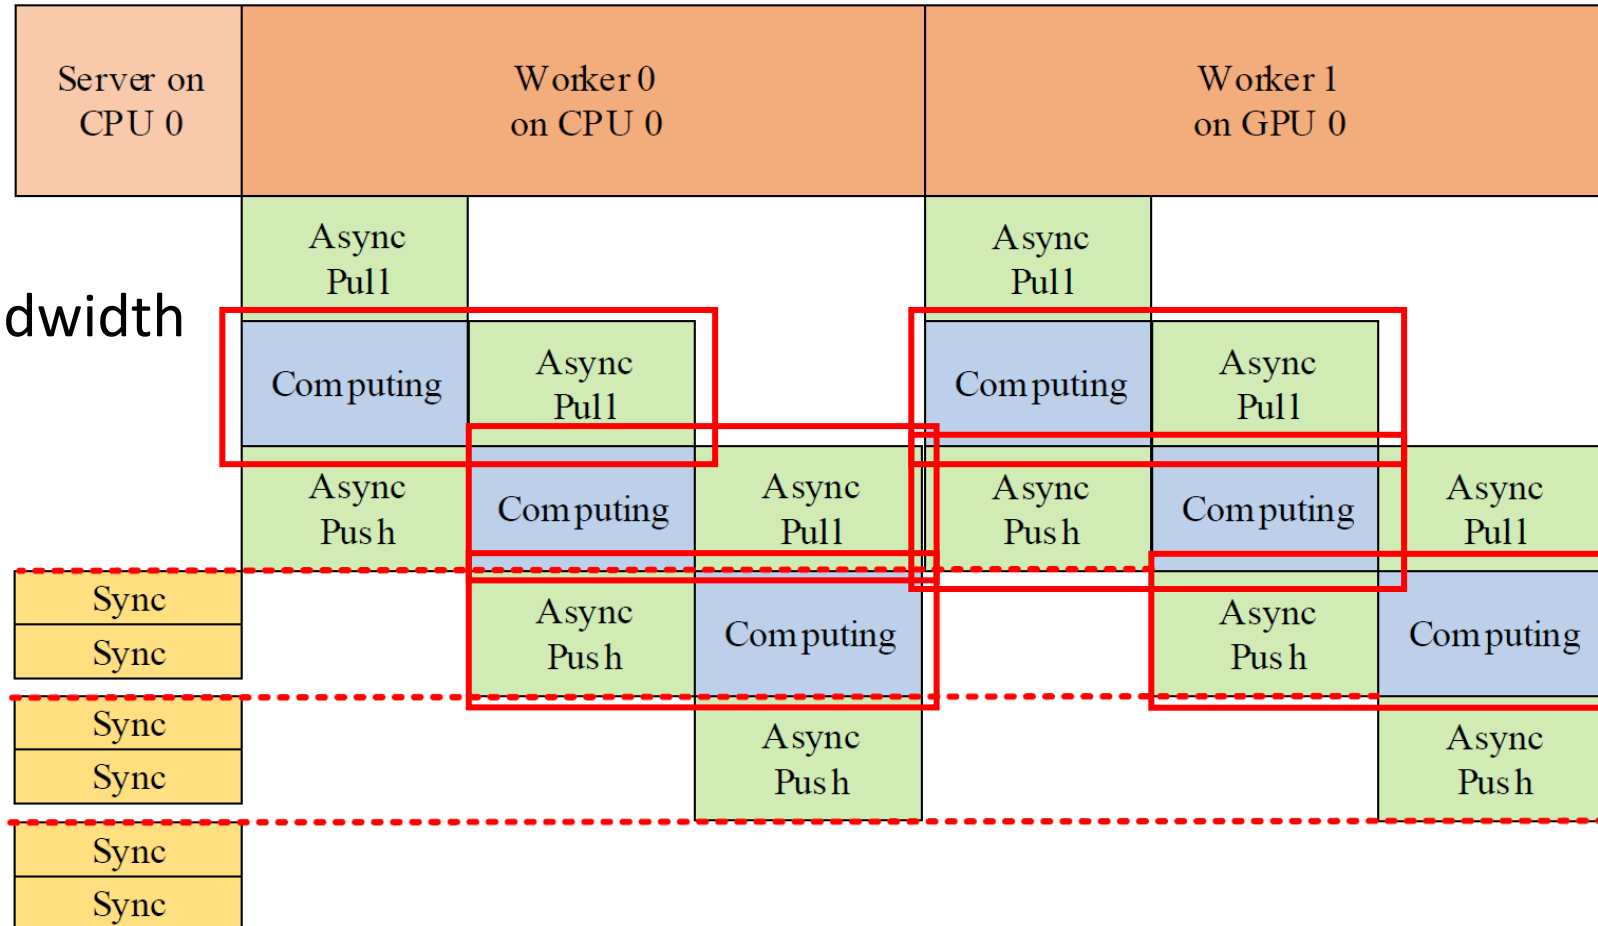 Server on
CPU 0
Worker 0
on CPU 0
Worker 1
on GPU 0
Async
Pull
Async
Pull
dwidth
Computing
Async
Pull
Computing
Async
Pull
Async
Push
Computing
Async
Pull
Async
Push
Computing
Async
Pull
Sync
Sync
Async
Push
Computing
Async
Push
Computing
Sync
Sync
Async
Push
Async
Push
Sync
Sync